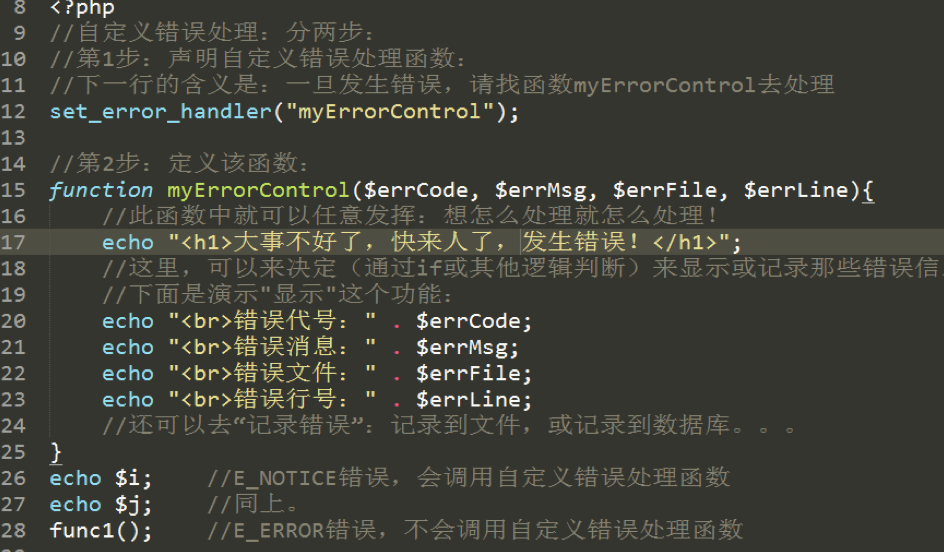 8 <?php
9 //自定义错误处理：分两步：
10 //第1步：声明自定义错误处理函数：
11 //下一行的含义是：一旦发生错误，请找函数myErrorControl去处理
12 set_error_handler("myErrorControl");
13
14 //第2步：定义该函数：
15 function myErrorControl($errCode, $errMsg, $errFile, $errLine){
16 //此函数中就可以任意发挥：想怎么处理就怎么处理！
17 echo "<h1>大事不好了，快来人了，发生错误！</h1>";
18 //这里，可以来决定（通过if或其他逻辑判断）来显示或记录那些错误信
19 //下面是演示"显示"这个功能：
20 echo "<br>错误代号：" . $errCode;
21 echo "<br>错误消息：" . $errMsg;
22 echo "<br>错误文件：" . $errFile;
23 echo "<br>错误行号：" . $errLine;
24 //还可以去“记录错误”：记录到文件，或记录到数据库。。。
25 }
26 echo $i; //E_NOTICE错误，会调用自定义错误处理函数
27 echo $j; //同上。
28 func1(); //E_ERROR错误，不会调用自定义错误处理函数